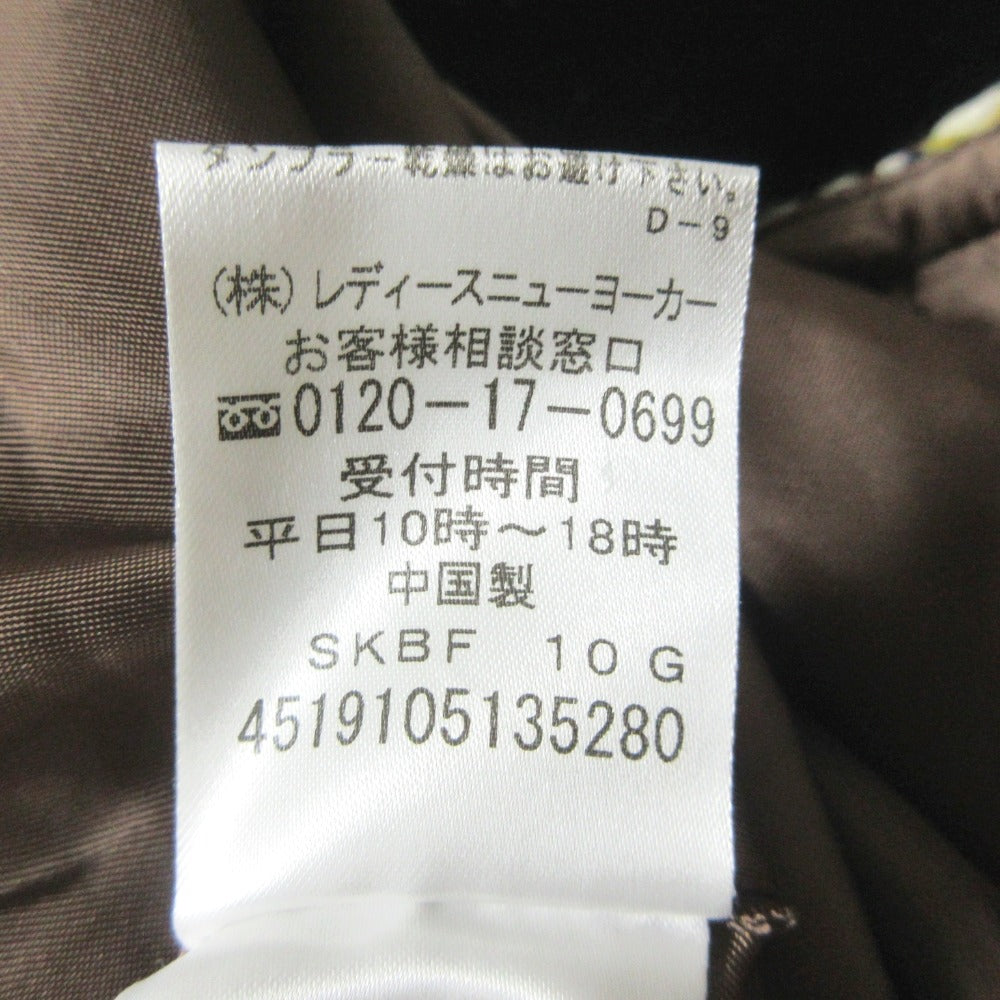 タンブラー乾燥はお避け下さい。
D-9
(株)レディースニューヨーカー
お客様相談窓口
0120-17-0699
受付時間
平日10時〜18時
中国製
SKBF 10G
4519105135280